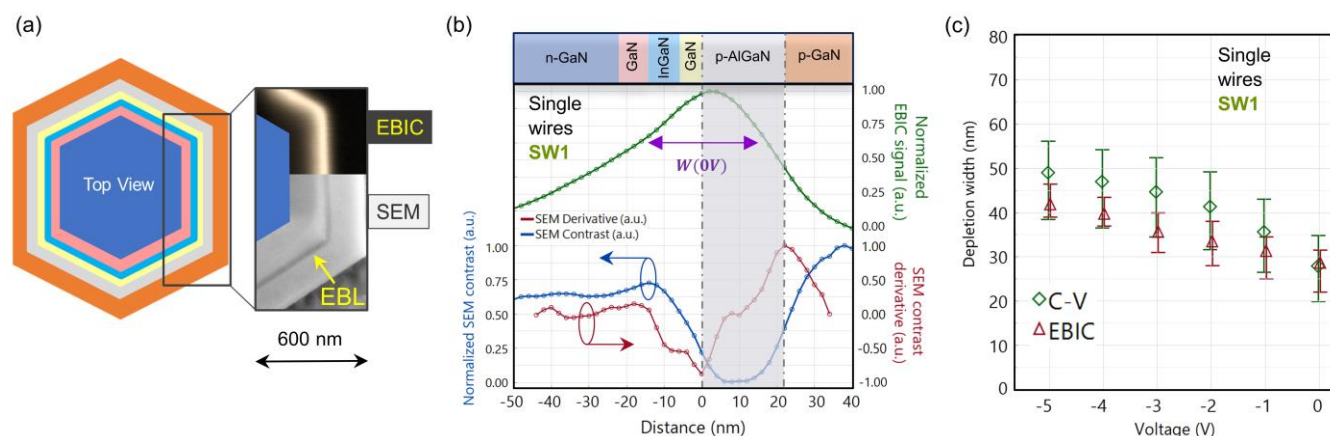 (a)
Top View
EBIC
SEM
EBL
600 nm
(b)
n-GaN
GaN
InGaN
GaN
p-AlGaN
p-GaN
Single
wires
SW1
W(0V)
1.00
0.75
0.50
0.25
0.00
Normalized
EBIC signal (a.u.)
SEM Derivative (a.u.)
SEM Contrast (a.u.)
1.00
0.75
0.50
0.25
0.00
Normalized SEM contrast (a.u.)
1.00
0.50
0.00
-0.50
-1.00
SEM contrast
derivative (a.u.)
-50 -40 -30 -20 -10 0 10 20 30 40
Distance (nm)
(c)
80
70
60
50
40
30
20
10
0
Depletion width (nm)
Single
wires
SW1
C-V
EBIC
-5 -4 -3 -2 -1 0
Voltage (V)